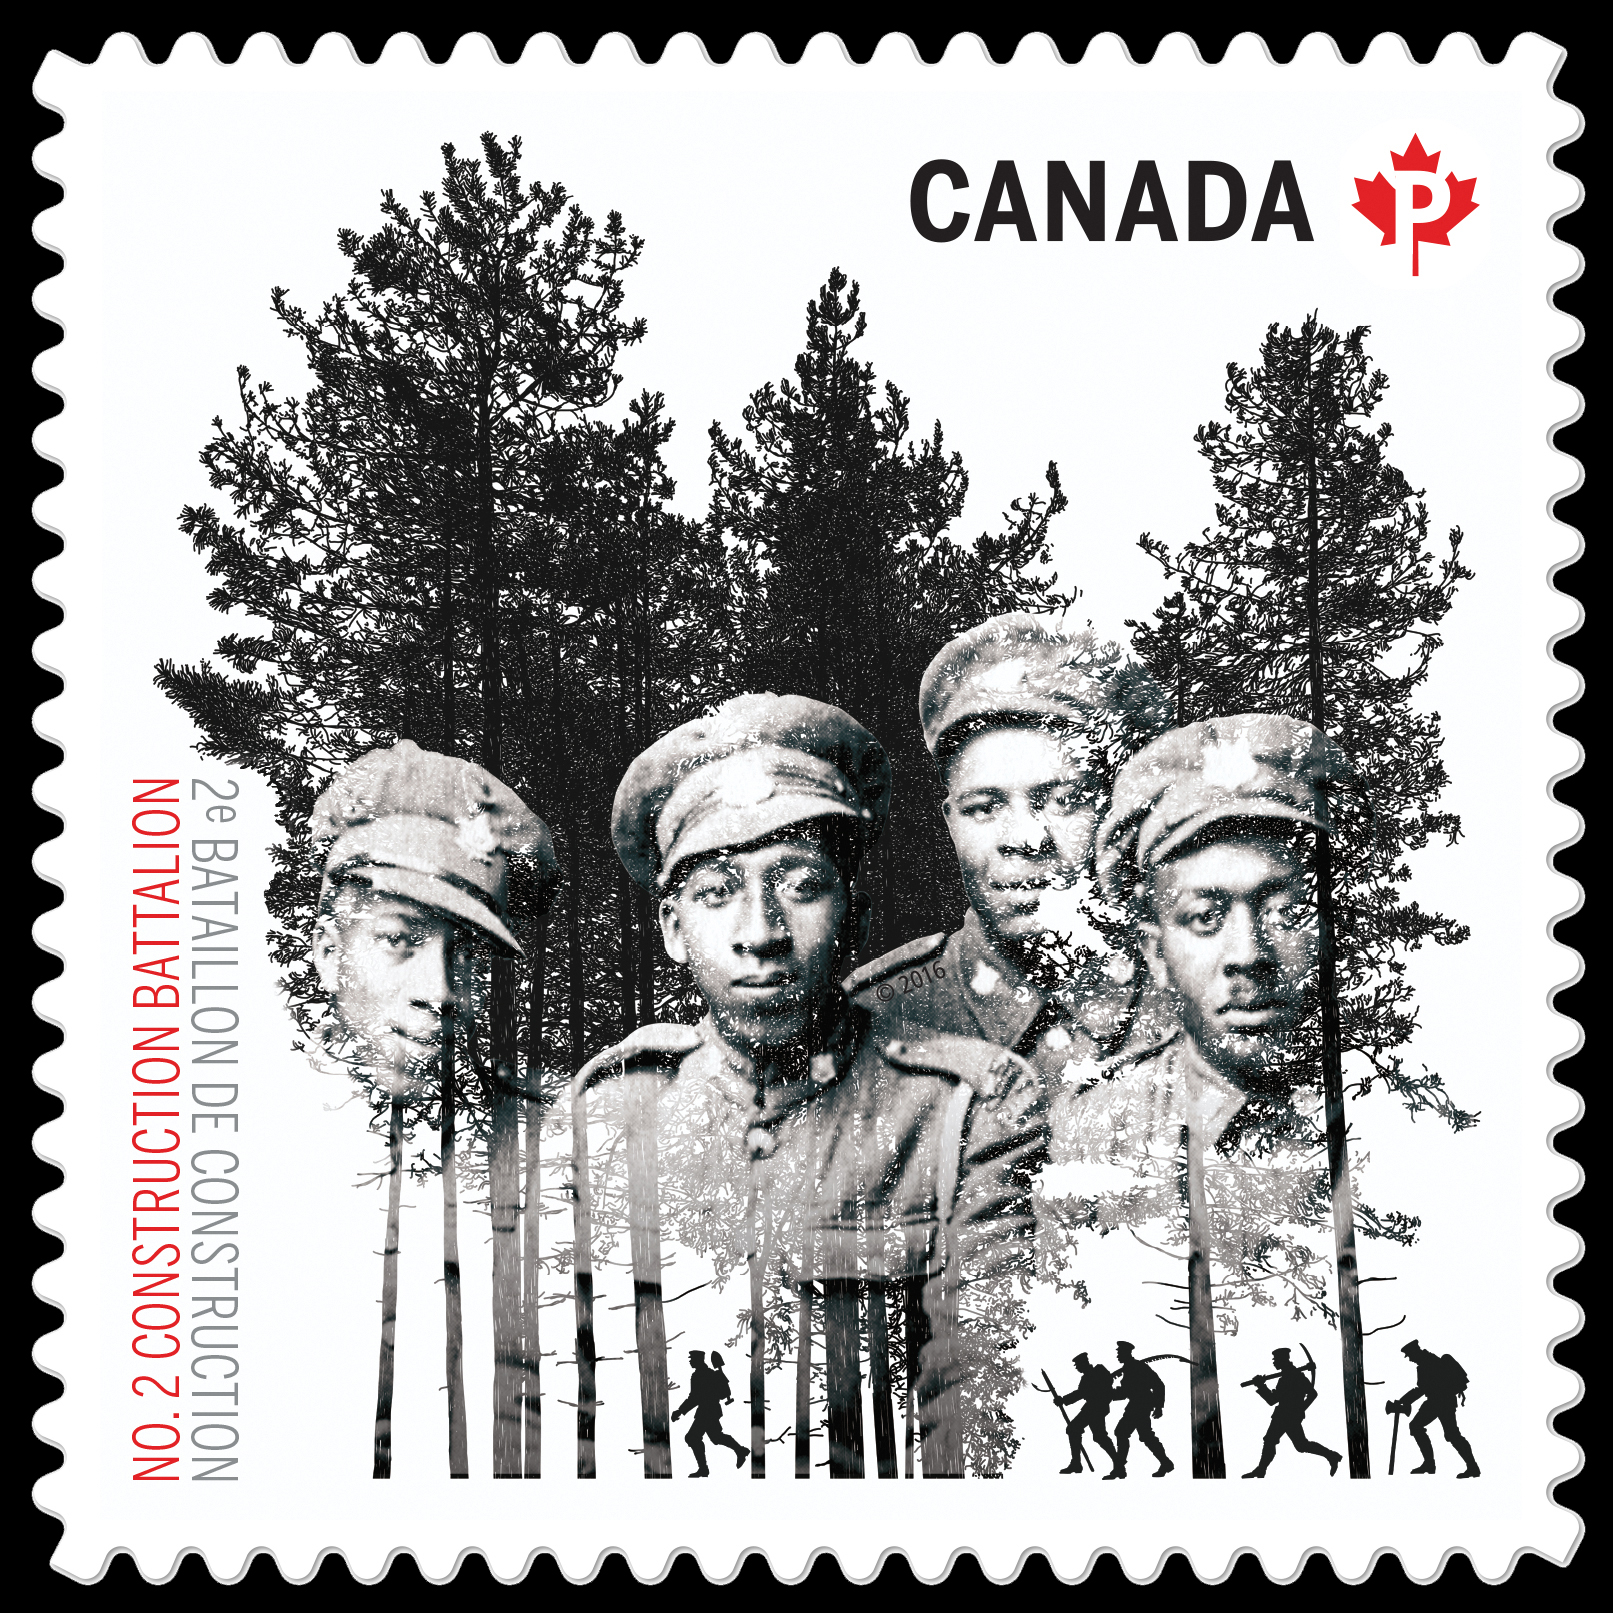 CANADA P
NO. 2 CONSTRUCTION BATTALION
2e BATAILLON DE CONSTRUCTION
© 2016